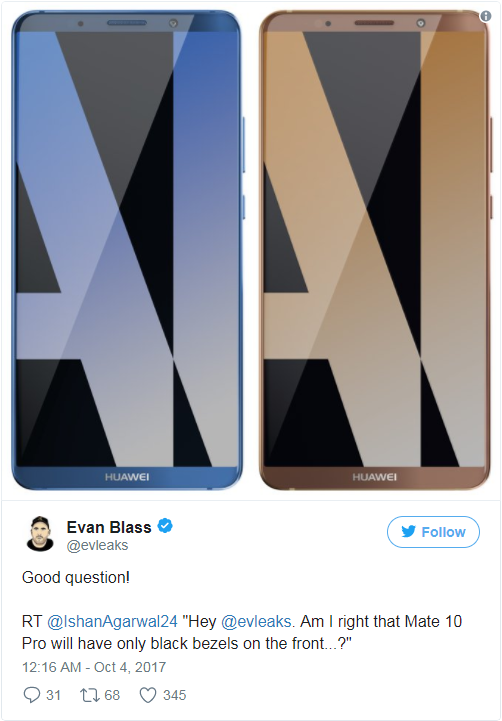 HUAWEI
HUAWEI
Evan Blass
@evleaks
Follow
Good question!
RT @IshanAgarwal24 "Hey @evleaks. Am I right that Mate 10
Pro will have only black bezels on the front...?"
12:16 AM - Oct 4, 2017
31 68 345